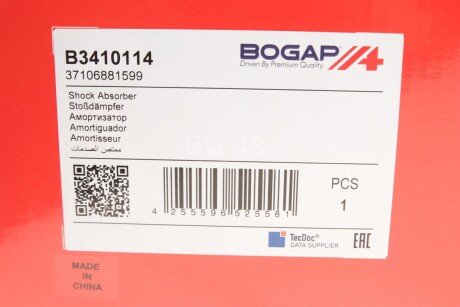 B3410114
37106881599
BOGAP
Driven By Premium Quality
Shock Absorber
Stoßdämpfer
Амортизатор
Amortiguador
Amortisseur
ممتص الصدمات
BG-48
PCS
1
4 255596 525581
TecDoc®
DATA SUPPLIER
EAC
MADE
IN
CHINA